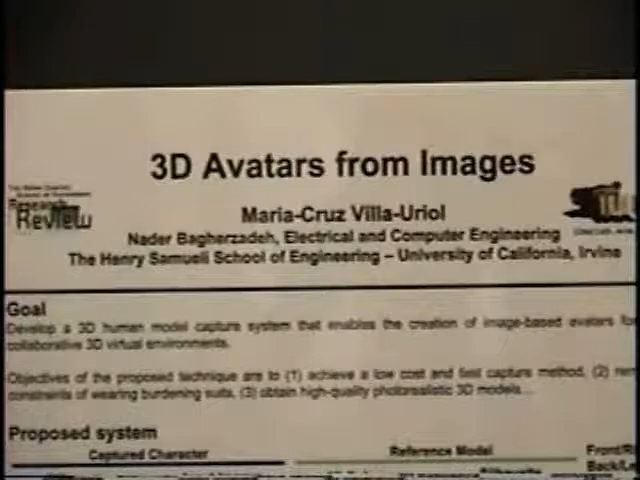 3D Avatars from Images
Research
Review
Maria-Cruz Villa-Uriol
Nader Bagherzadeh, Electrical and Computer Engineering
The Henry Samueli School of Engineering – University of California, Irvine
Goal
Develop a 3D human model capture system that enables the creation of image-based avatars for
collaborative 3D virtual environments.
Objectives of the proposed technique are to (1) achieve a low cost and fast capture method, (2)
constraints of wearing burdening suits, (3) obtain high-quality photorealistic 3D models...
Proposed system
Captured Character
Reference Model